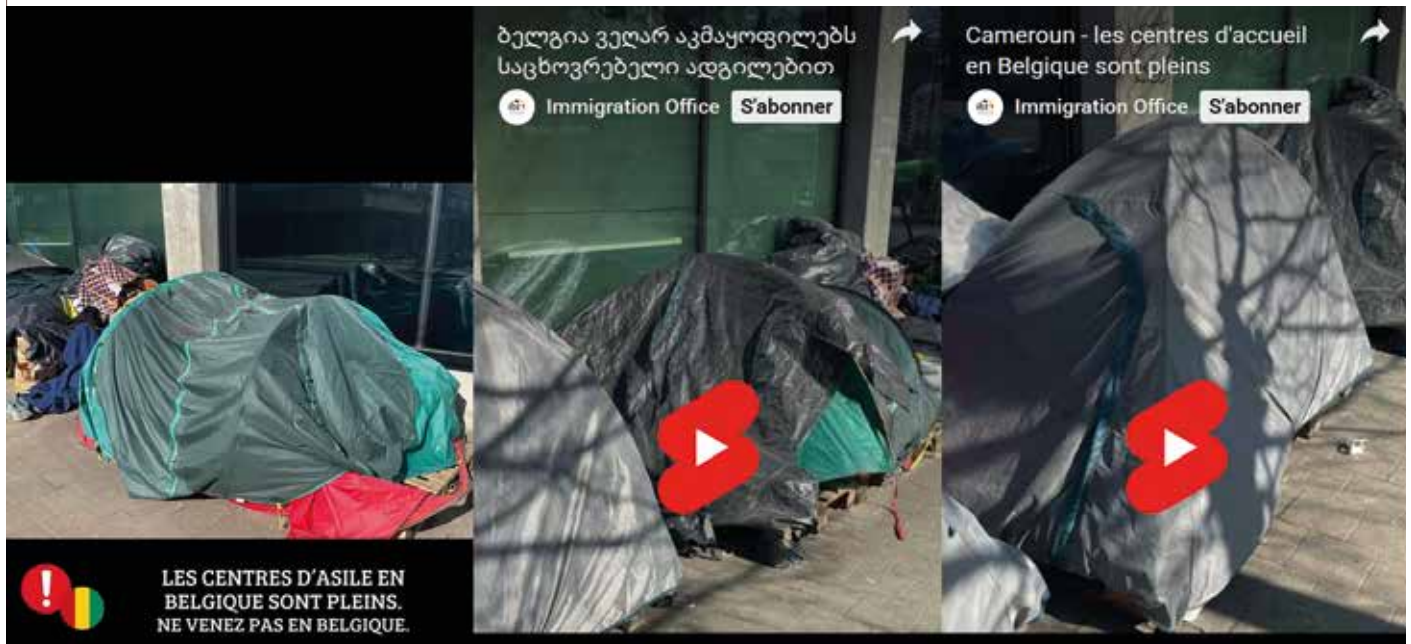 LES CENTRES D'ASILE EN
BELGIQUE SONT PLEINS.
NE VENEZ PAS EN BELGIQUE.
ბელგია ვეღარ აკმაყოფილებს
საცხოვრებელი ადგილებით
Immigration Office S'abonner
Cameroun - les centres d'accueil
en Belgique sont pleins
Immigration Office S'abonner